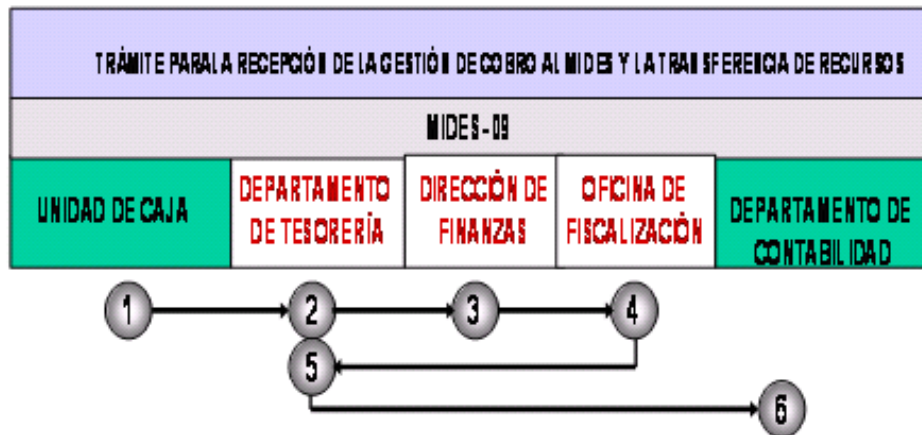 TRÁMITE PARA LA RECEPCIÓN DE LA GESTIÓN DE COBRO AL MIDES Y LA TRANSFERENCIA DE RECURSOS
MIDES - 09
UNIDAD DE CAJA
DEPARTAMENTO
DE TESORERÍA
DIRECCIÓN DE
FINANZAS
OFICINA DE
FISCALIZACIÓN
DEPARTAMENTO DE
CONTABILIDAD
1
2
3
4
5
6